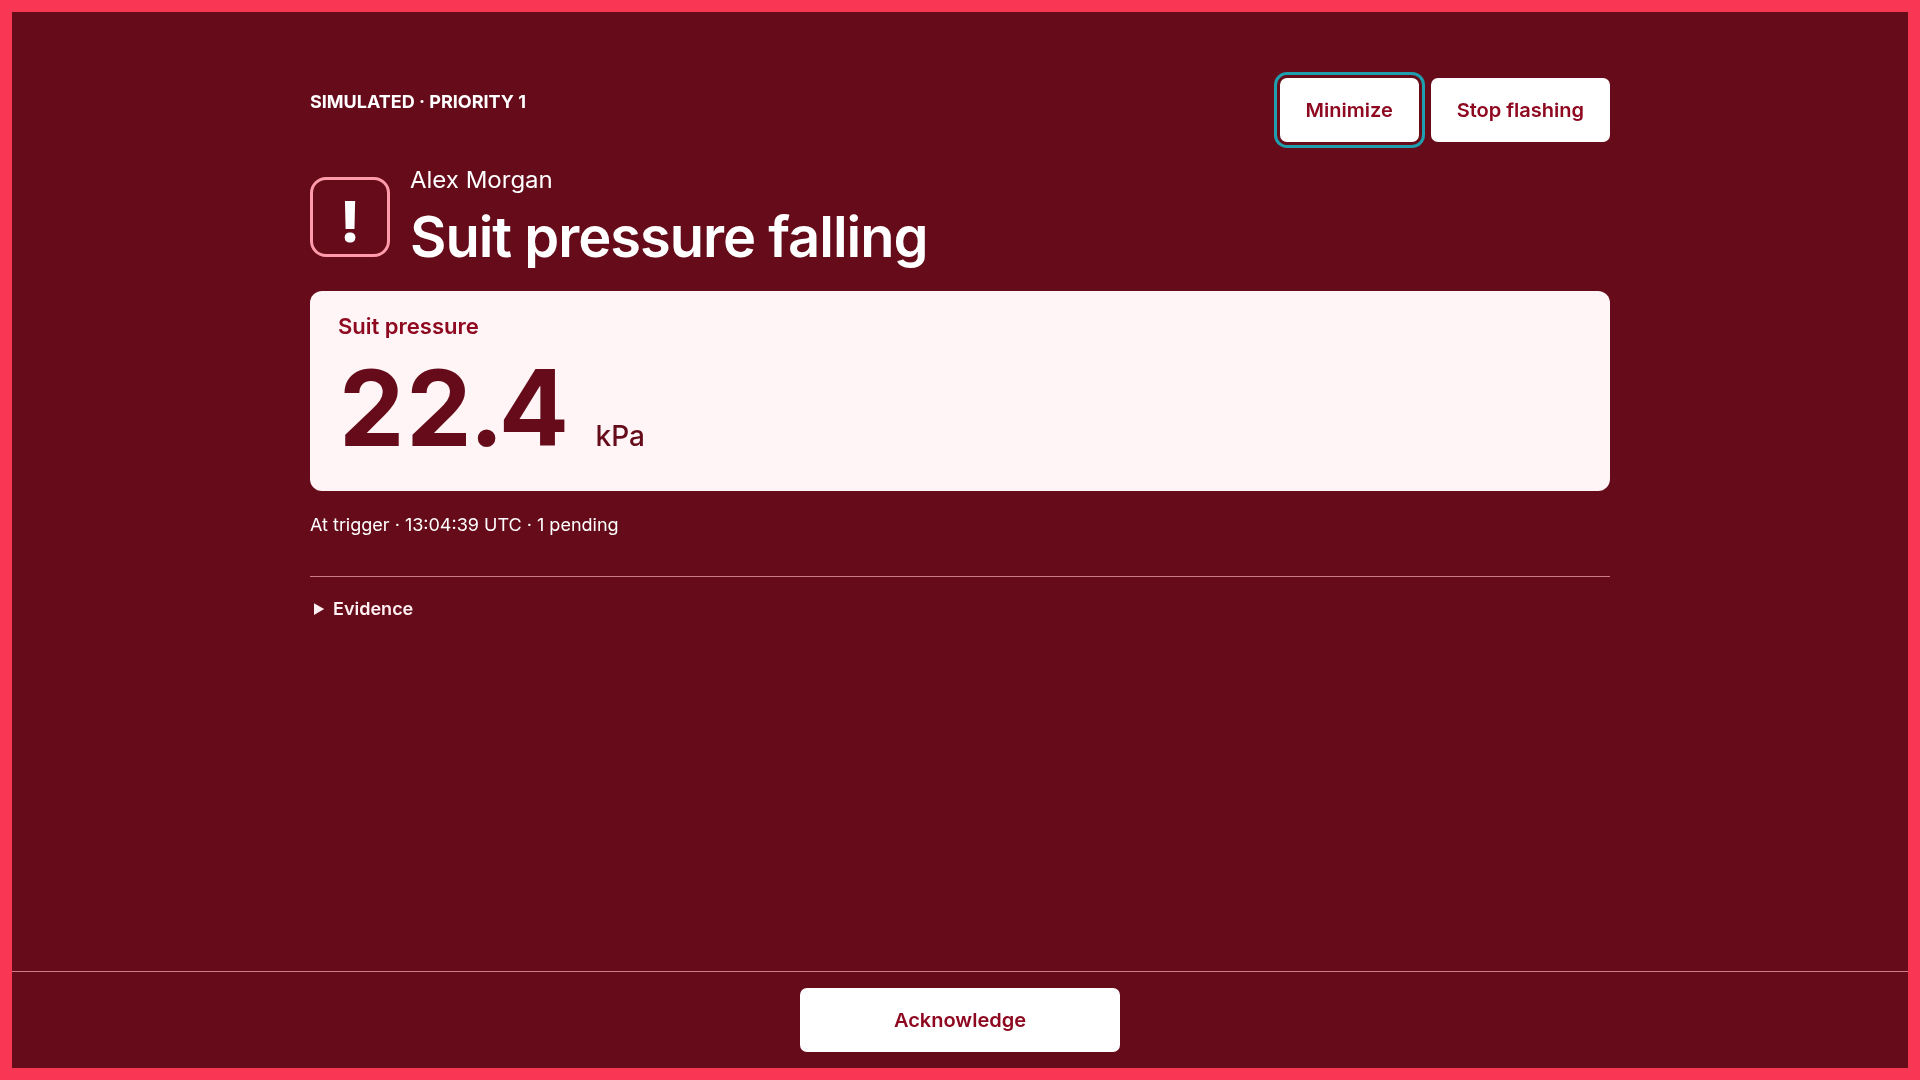 SIMULATED · PRIORITY 1
Minimize
Stop flashing
!
Alex Morgan
Suit pressure falling
Suit pressure
22.4 kPa
At trigger · 13:04:39 UTC · 1 pending
Evidence
Acknowledge